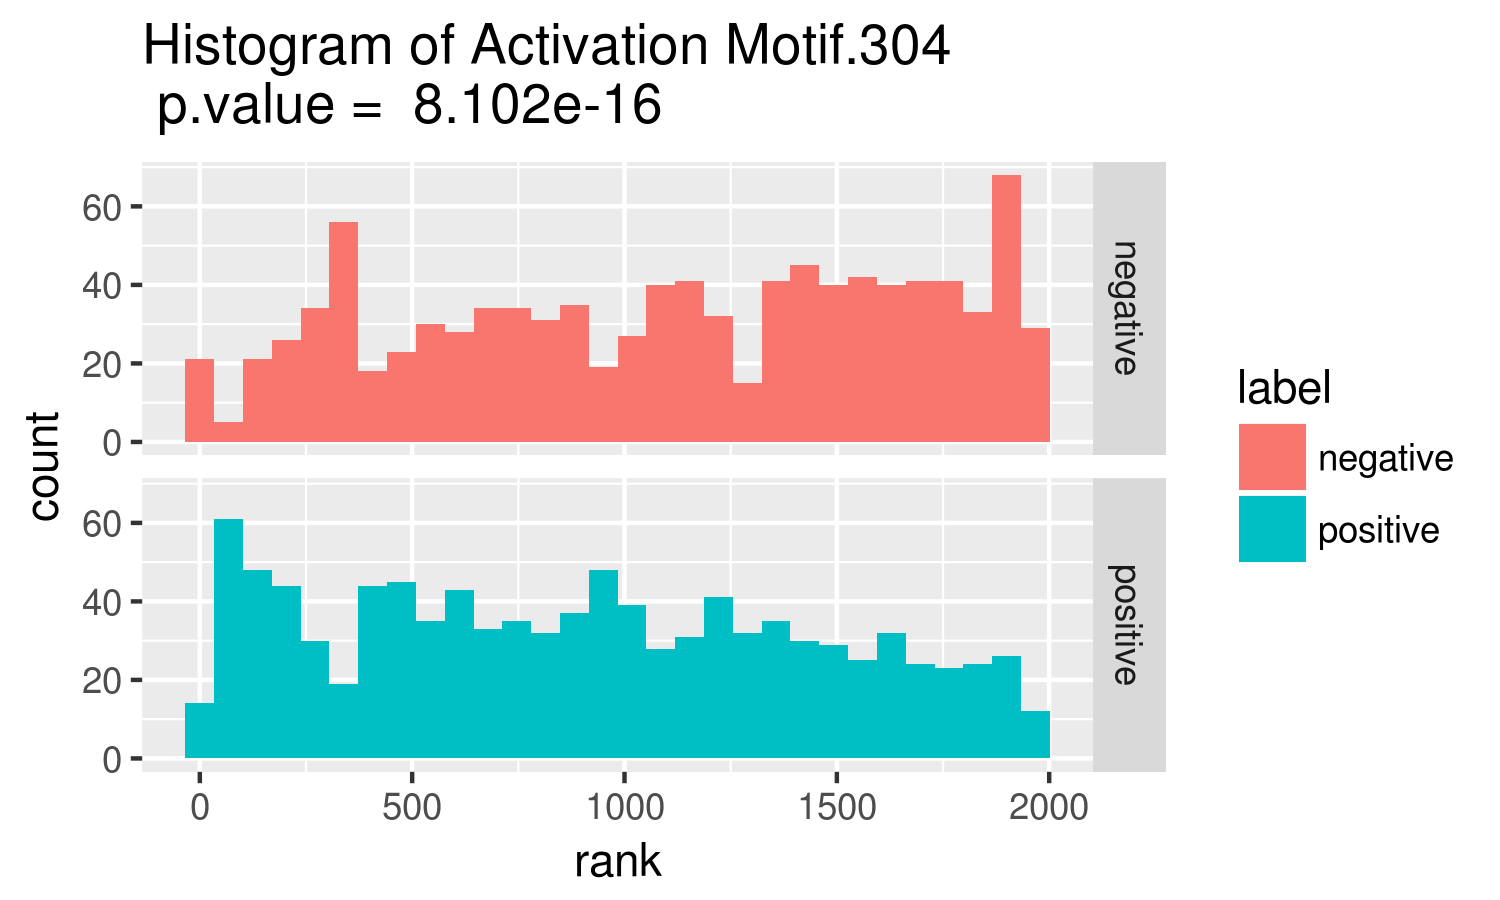 Histogram of Activation Motif.304
p.value = 8.102e-16
60
40
20
0
negative
60
40
20
0
positive
0 500 1000 1500 2000
rank
count
label
negative
positive